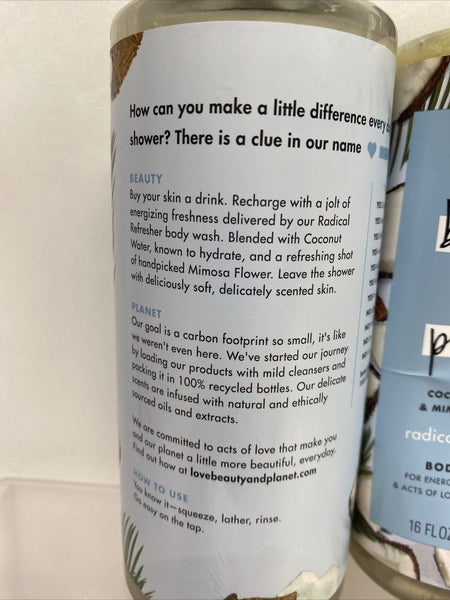 How can you make a little difference every
shower? There is a clue in our name
BEAUTY
Buy your skin a drink. Recharge with a jolt of
energizing freshness delivered by our Radical
Refresher body wash. Blended with Coconut
Water, known to hydrate, and a refreshing shot
of handpicked Mimosa Flower. Leave the shower
with deliciously soft, delicately scented skin.
PLANET
Our goal is a carbon footprint so small, it's like
we weren't even here. We've started our journey
by loading our products with mild cleansers and
packing it in 100% recycled bottles. Our delicate
scents are infused with natural and ethically
sourced oils and extracts.
We are committed to acts of love that make you
and our planet a little more beautiful, everyday.
Find out how at lovebeautyandplanet.com
HOW TO USE
You know it—squeeze, lather, rinse.
Go easy on the tap.
& MIM
radica
BOD
FOR ENERG
& ACTS OF LO
16 FL OZ